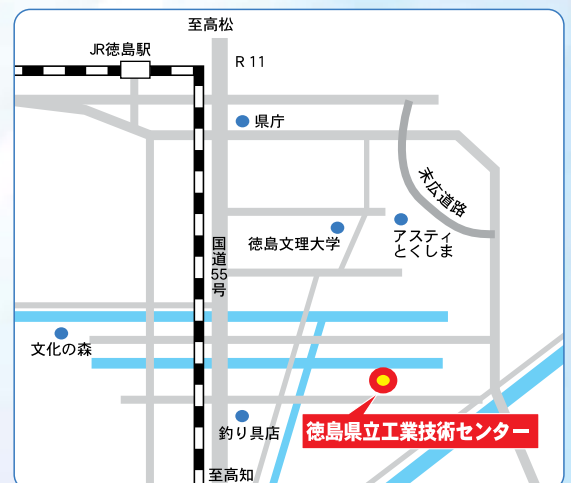 至高松
JR徳島駅
R 11
県庁
末広道路
徳島文理大学
アスティ
とくしま
国道55号
文化の森
徳島県立工業技術センター
釣り具店
至高知